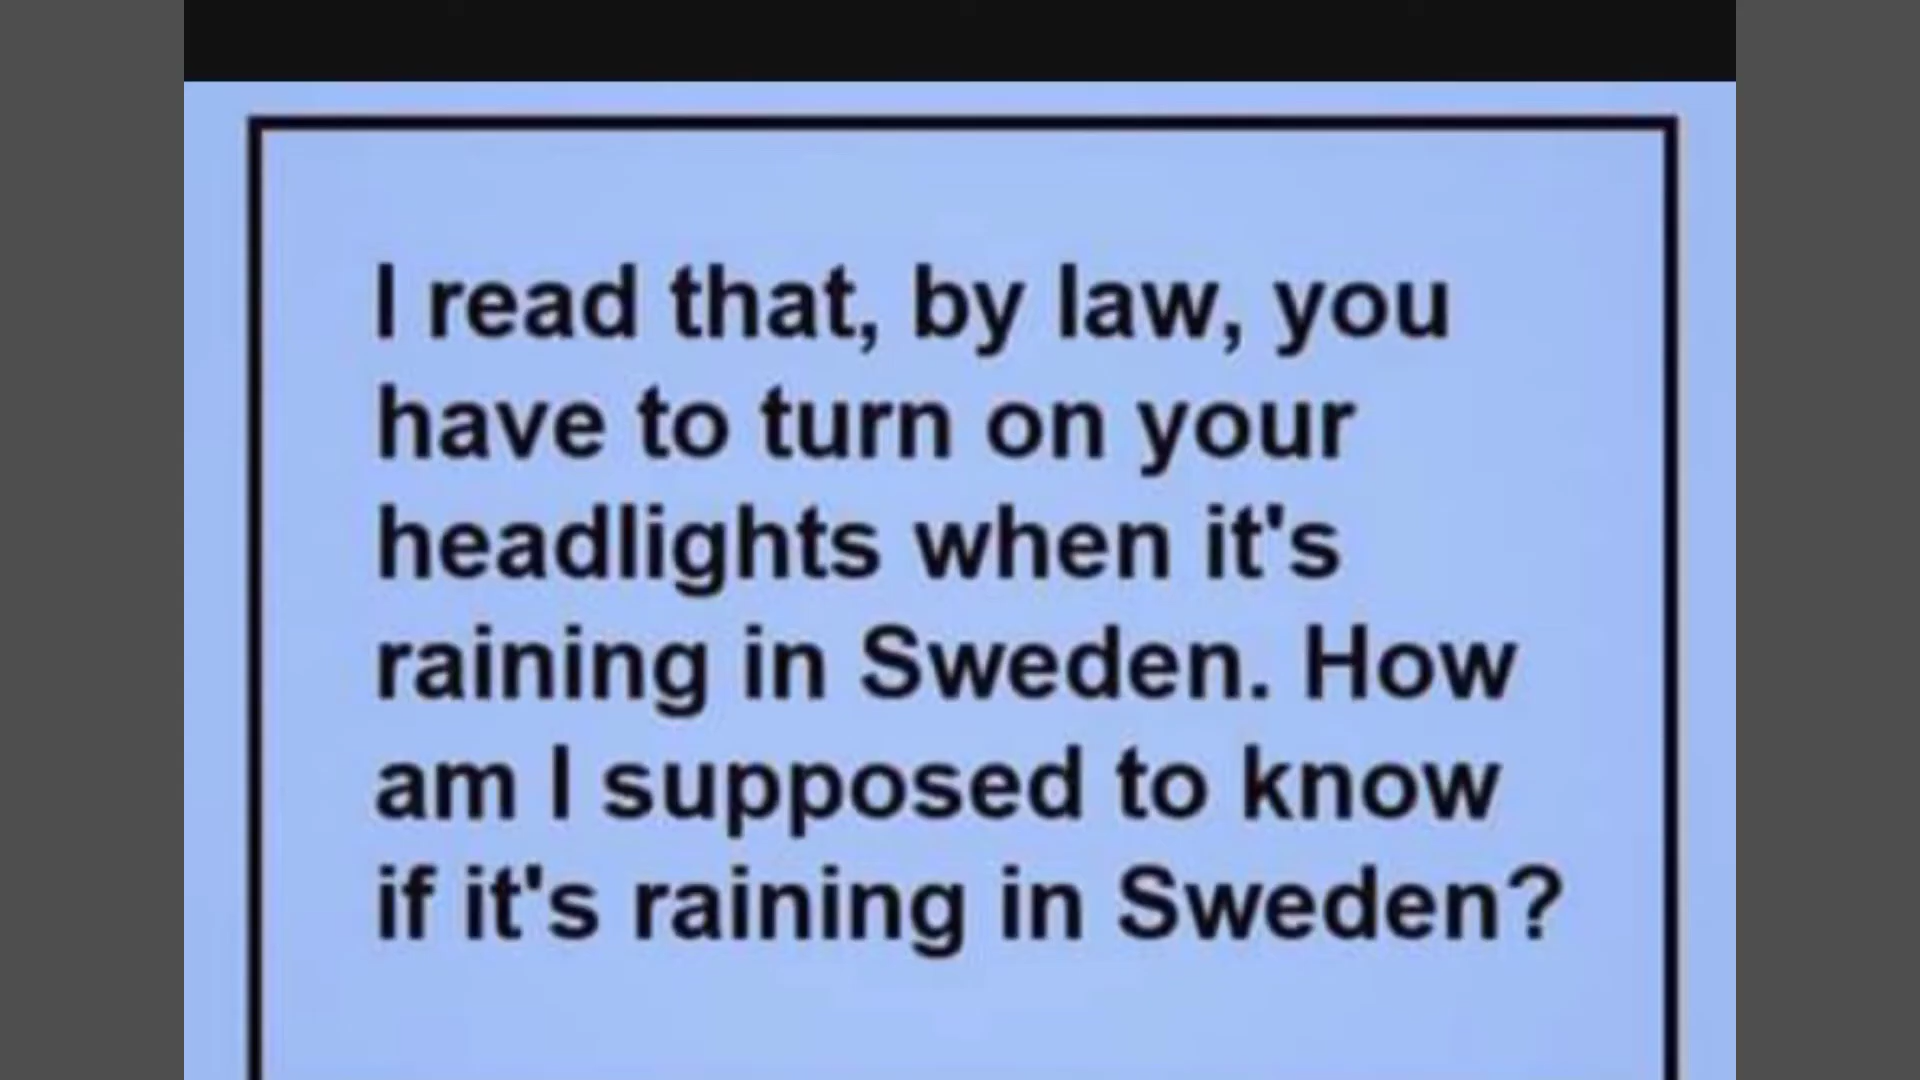 I read that, by law, you
have to turn on your
headlights when it's
raining in Sweden. How
am I supposed to know
if it's raining in Sweden?